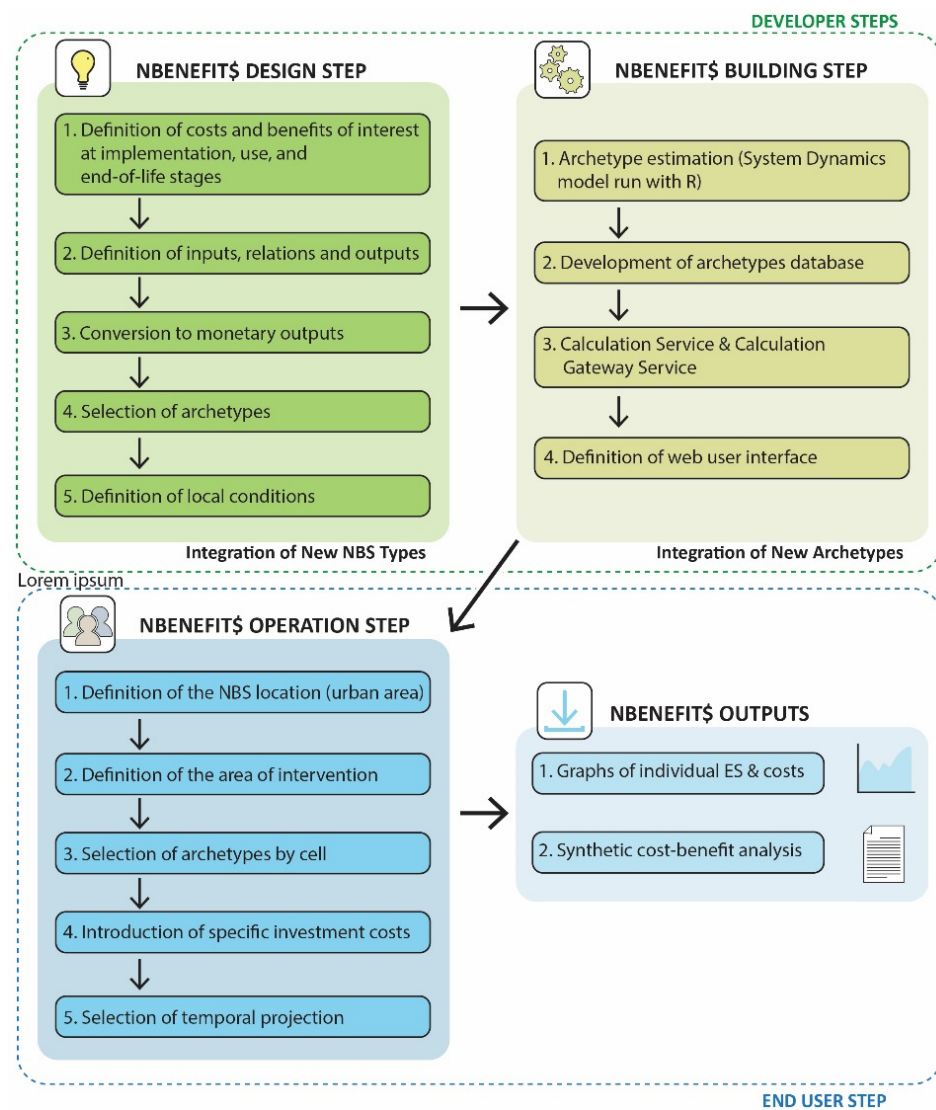 DEVELOPER STEPS
NBENEFIT$ DESIGN STEP
1. Definition of costs and benefits of interest
at implementation, use, and
end-of-life stages
2. Definition of inputs, relations and outputs
3. Conversion to monetary outputs
4. Selection of archetypes
5. Definition of local conditions
Integration of New NBS Types
NBENEFIT$ BUILDING STEP
1. Archetype estimation (System Dynamics
model run with R)
2. Development of archetypes database
3. Calculation Service & Calculation
Gateway Service
4. Definition of web user interface
Integration of New Archetypes
Lorem ipsum
NBENEFIT$ OPERATION STEP
1. Definition of the NBS location (urban area)
2. Definition of the area of intervention
3. Selection of archetypes by cell
4. Introduction of specific investment costs
5. Selection of temporal projection
NBENEFIT$ OUTPUTS
1. Graphs of individual ES & costs
2. Synthetic cost-benefit analysis
END USER STEP